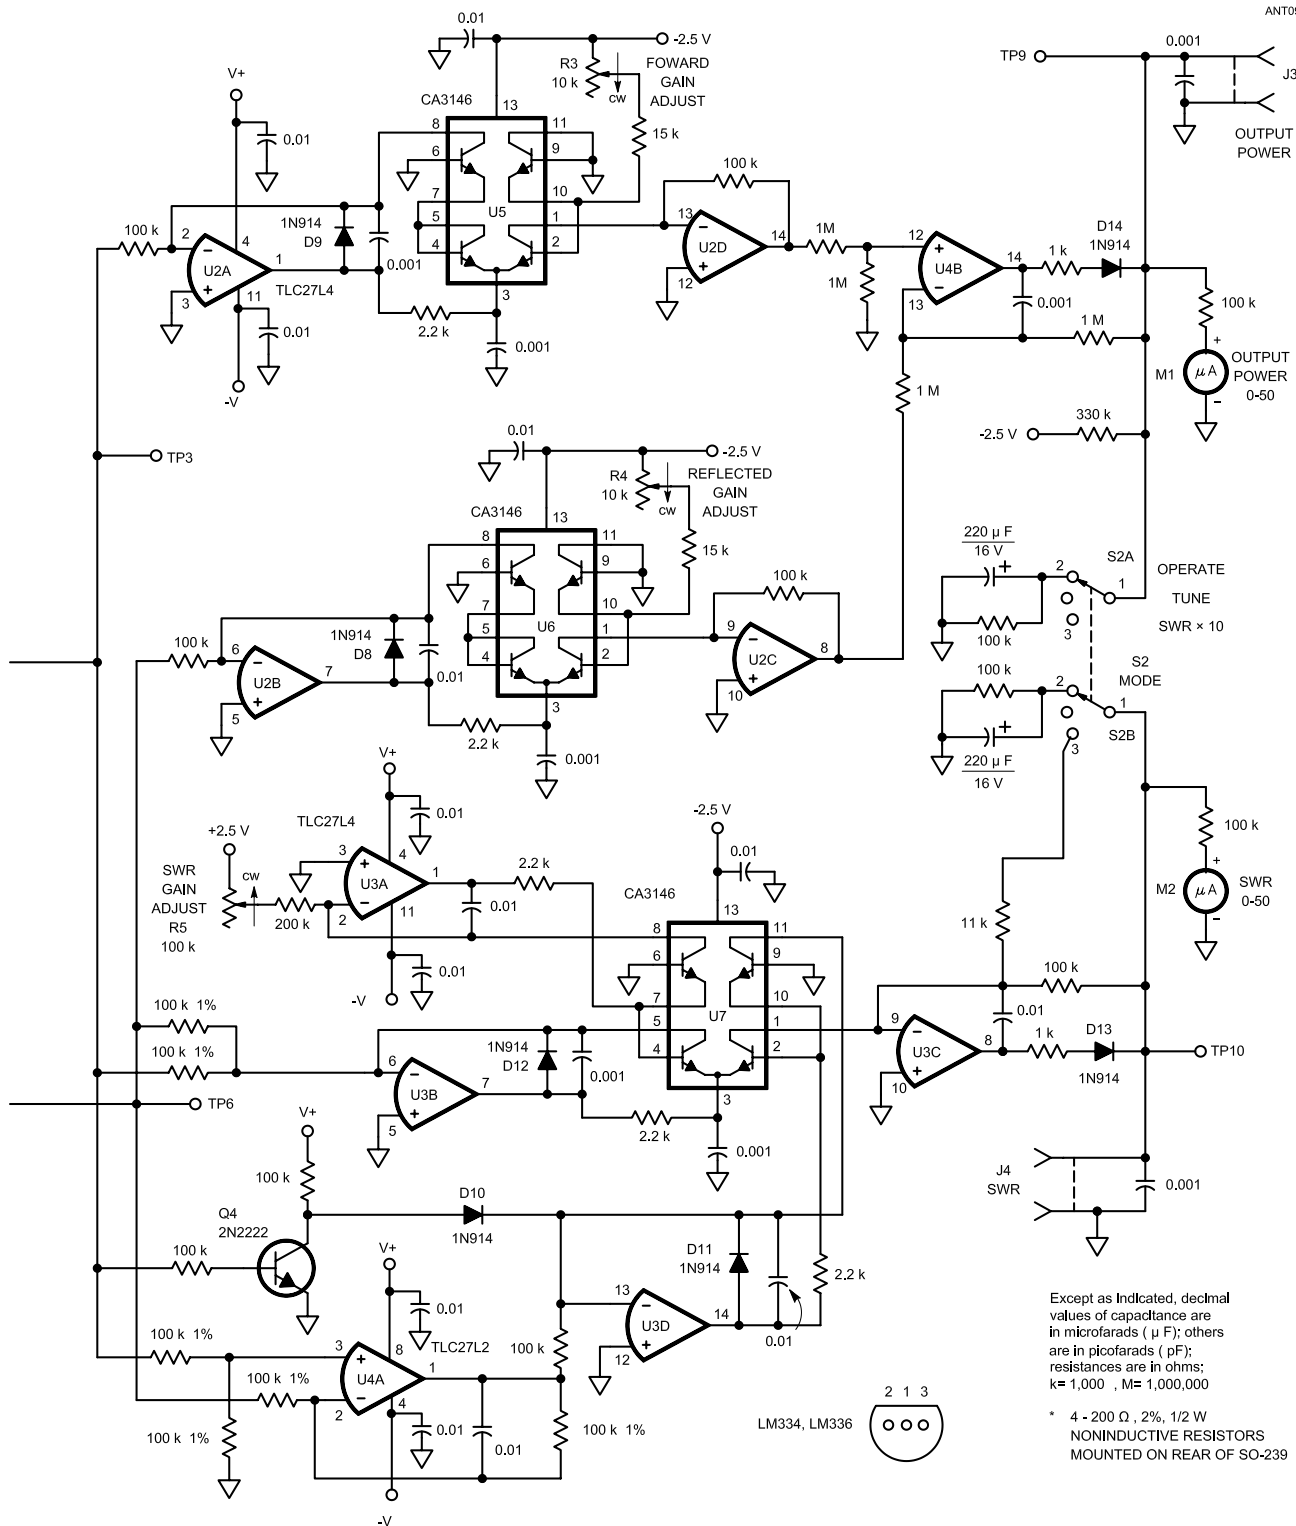 ANT09
0.01
-2.5 V
R3
10 k
cw
FOWARD
GAIN
ADJUST
TP9
0.001
J3
OUTPUT
POWER
V+
0.01
CA3146
13
8
11
6
9
7
10
5
1
4
2
3
U5
15 k
100 k
1N914
D9
0.001
2
4
U2A
1
11
3
TLC27L4
0.01
-V
2.2 k
0.001
100 k
13
U2D
14
12
1M
1M
12
U4B
14
13
1 k
D14
1N914
0.001
1 M
1 M
100 k
+
M1
μ A
–
OUTPUT
POWER
0-50
-2.5 V
330 k
TP3
0.01
-2.5 V
R4
10 k
cw
REFLECTED
GAIN
ADJUST
CA3146
13
8
11
6
9
7
10
5
1
4
2
3
U6
15 k
100 k
1N914
D8
0.01
6
U2B
7
5
2.2 k
0.001
100 k
9
U2C
8
10
220 μ F
16 V
+
100 k
2
S2A
1
3
OPERATE
TUNE
SWR × 10
100 k
2
S2
MODE
1
S2B
3
+
220 μ F
16 V
V+
0.01
TLC27L4
+2.5 V
SWR
GAIN
ADJUST
R5
100 k
cw
200 k
3
4
U3A
1
2
11
0.01
-V
2.2 k
0.01
-2.5 V
0.01
CA3146
13
8
11
6
9
7
10
5
1
4
2
3
U7
100 k
+
M2
μ A
–
SWR
0-50
11 k
100 k
0.01
9
U3C
8
10
1 k
D13
1N914
TP10
100 k 1%
100 k 1%
6
U3B
7
5
1N914
D12
0.001
2.2 k
0.001
TP6
V+
100 k
Q4
2N2222
100 k
D10
1N914
J4
SWR
0.001
D11
1N914
0.01
2.2 k
13
U3D
14
12
V+
0.01
TLC27L2
100 k 1%
100 k 1%
100 k 1%
3
8
U4A
1
2
4
0.01
-V
0.01
100 k
100 k 1%
2 1 3
LM334, LM336
Except as indicated, decimal
values of capacitance are
in microfarads ( μ F); others
are in picofarads ( pF);
resistances are in ohms;
k= 1,000 , M= 1,000,000
* 4 - 200 Ω , 2%, 1/2 W
NONINDUCTIVE RESISTORS
MOUNTED ON REAR OF SO-239